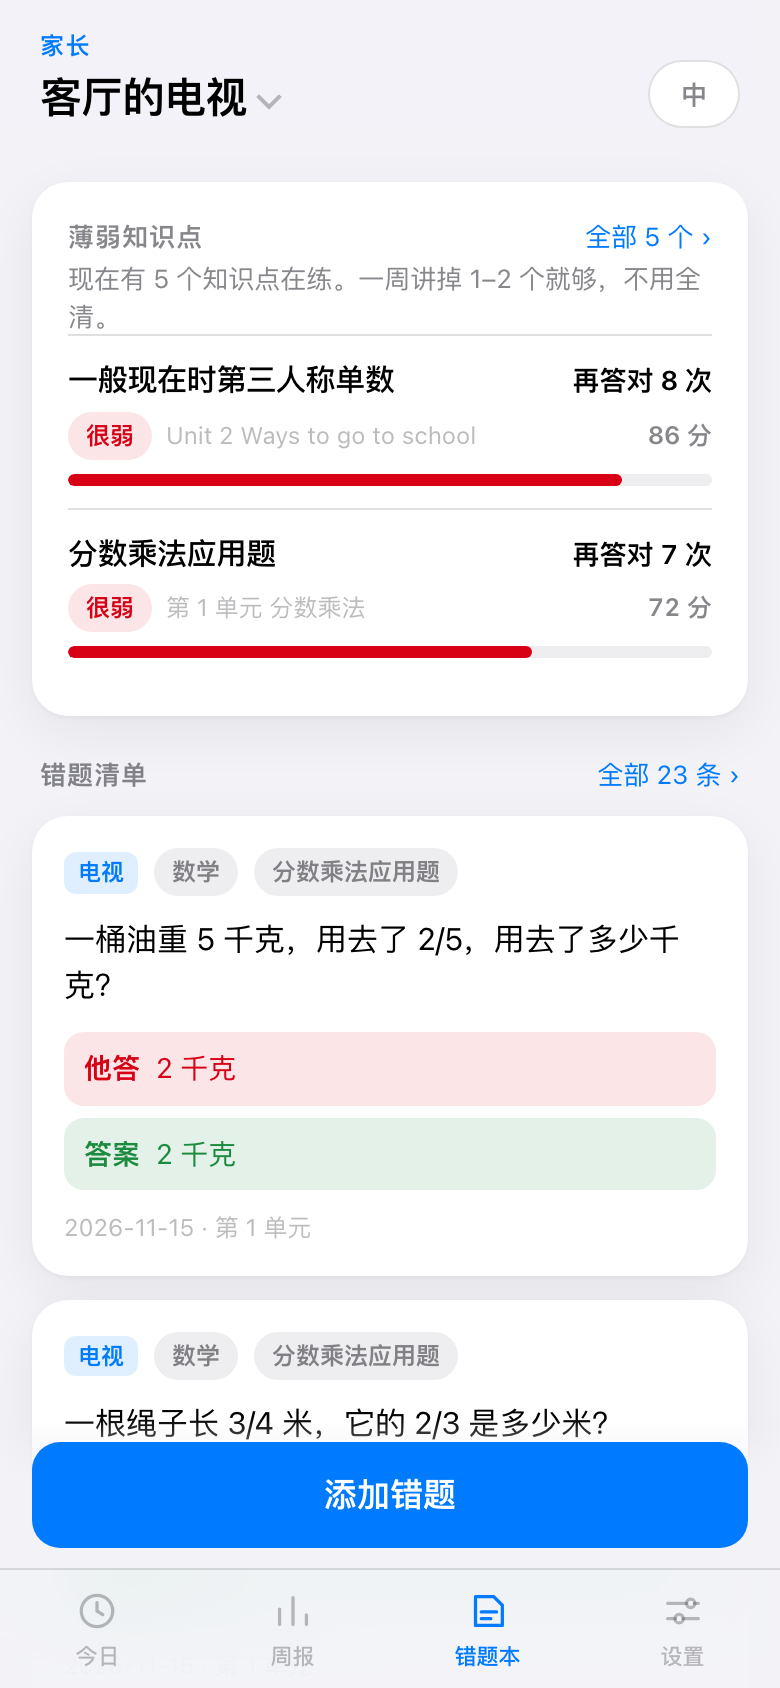 家长
客厅的电视
中
薄弱知识点
全部 5 个 ›
现在有 5 个知识点在练。一周讲掉 1–2 个就够，不用全
清。
一般现在时第三人称单数
再答对 8 次
很弱
Unit 2 Ways to go to school
86 分
分数乘法应用题
再答对 7 次
很弱
第 1 单元 分数乘法
72 分
错题清单
全部 23 条 ›
电视
数学
分数乘法应用题
一桶油重 5 千克，用去了 2/5，用去了多少千
克?
他答 2 千克
答案 2 千克
2026-11-15 · 第 1 单元
电视
数学
分数乘法应用题
一根绳子长 3/4 米，它的 2/3 是多少米?
添加错题
今日
周报
错题本
设置